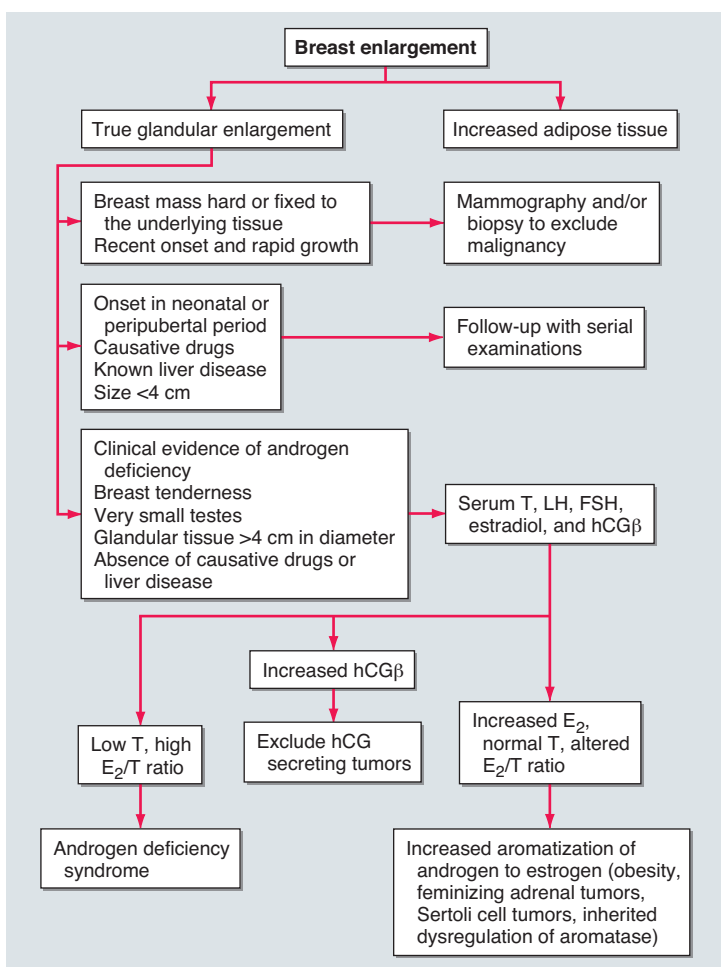 Breast enlargement
True glandular enlargement
Increased adipose tissue
Breast mass hard or fixed to
the underlying tissue
Recent onset and rapid growth
Mammography and/or
biopsy to exclude
malignancy
Onset in neonatal or
peripubertal period
Causative drugs
Known liver disease
Size <4 cm
Follow-up with serial
examinations
Clinical evidence of androgen
deficiency
Breast tenderness
Very small testes
Glandular tissue >4 cm in diameter
Absence of causative drugs or
liver disease
Serum T, LH, FSH,
estradiol, and hCGβ
Increased hCGβ
Low T, high
E₂/T ratio
Exclude hCG
secreting tumors
Increased E₂,
normal T, altered
E₂/T ratio
Androgen deficiency
syndrome
Increased aromatization of
androgen to estrogen (obesity,
feminizing adrenal tumors,
Sertoli cell tumors, inherited
dysregulation of aromatase)